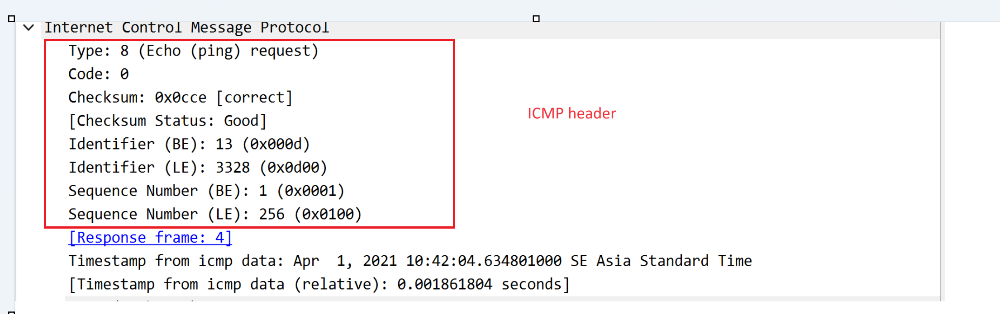 Internet Control Message Protocol
Type: 8 (Echo (ping) request)
Code: 0
Checksum: 0x0cce [correct]
[Checksum Status: Good]
Identifier (BE): 13 (0x000d)
Identifier (LE): 3328 (0x0d00)
Sequence Number (BE): 1 (0x0001)
Sequence Number (LE): 256 (0x0100)
ICMP header
[Response frame: 4]
Timestamp from icmp data: Apr  1, 2021 10:42:04.634801000 SE Asia Standard Time
[Timestamp from icmp data (relative): 0.001861804 seconds]